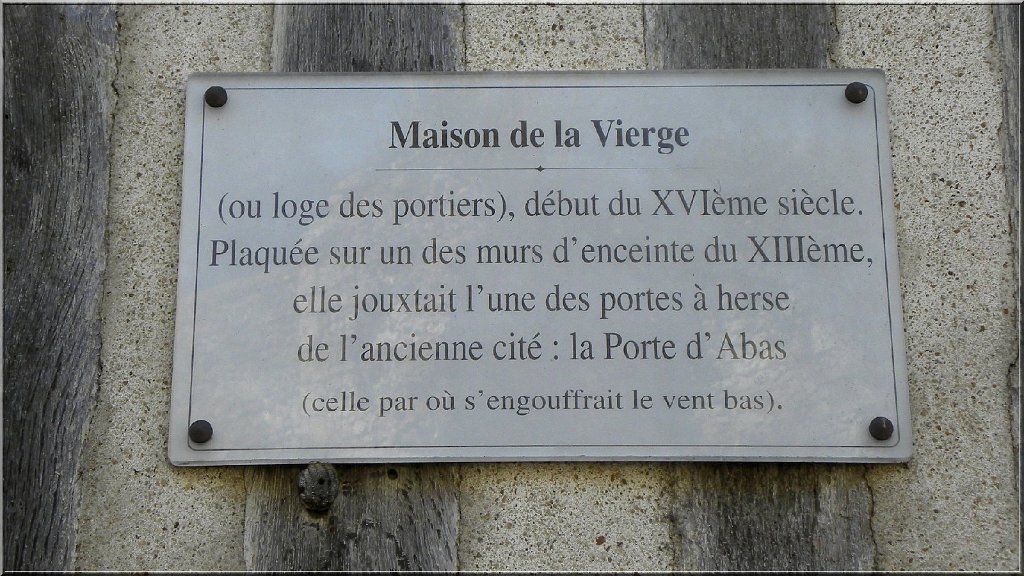 Maison de la Vierge
(ou loge des portiers), début du XVIème siècle.
Plaquée sur un des murs d'enceinte du XIIIème,
elle jouxtait l'une des portes à herse
de l'ancienne cité : la Porte d'Abas
(celle par où s'engouffrait le vent bas).